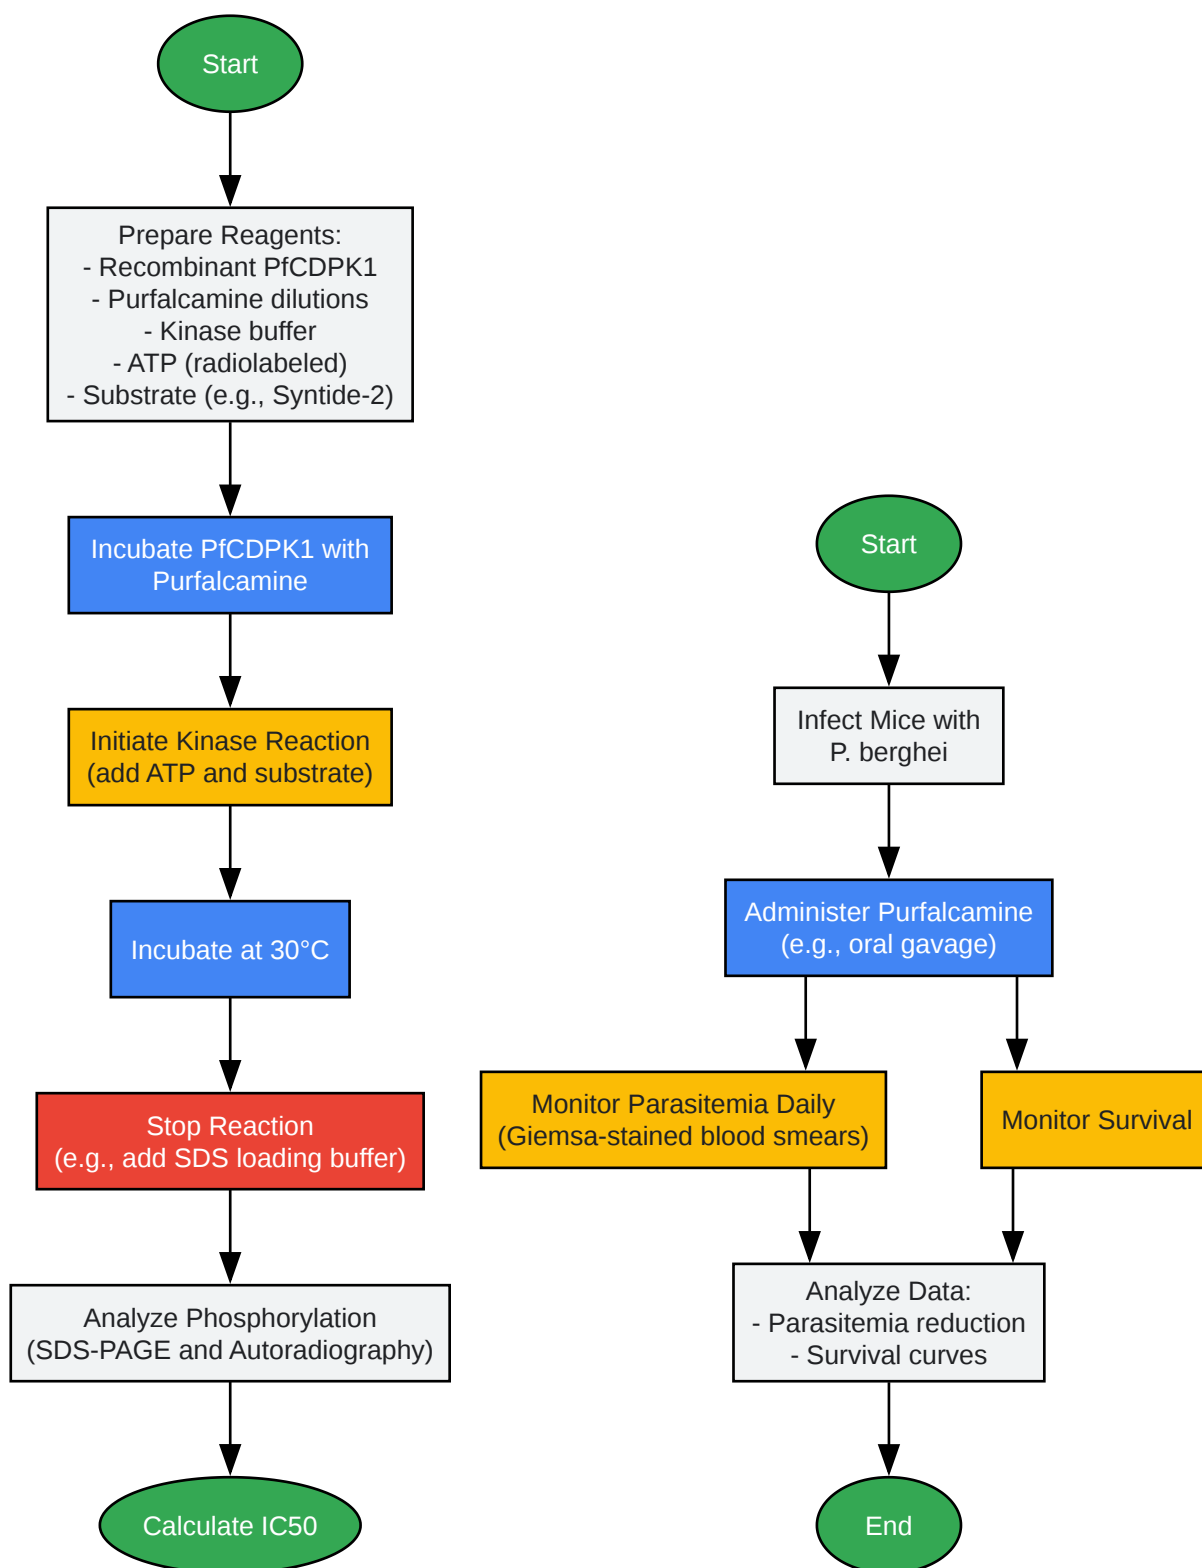 Start
Prepare Reagents:
- Recombinant PfCDPK1
- Purfalcamine dilutions
- Kinase buffer
- ATP (radiolabeled)
- Substrate (e.g., Syntide-2)
Incubate PfCDPK1 with
Purfalcamine
Initiate Kinase Reaction
(add ATP and substrate)
Incubate at 30°C
Stop Reaction
(e.g., add SDS loading buffer)
Analyze Phosphorylation
(SDS-PAGE and Autoradiography)
Calculate IC50
Start
Infect Mice with
P. berghei
Administer Purfalcamine
(e.g., oral gavage)
Monitor Parasitemia Daily
(Giemsa-stained blood smears)
Monitor Survival
Analyze Data:
- Parasitemia reduction
- Survival curves
End